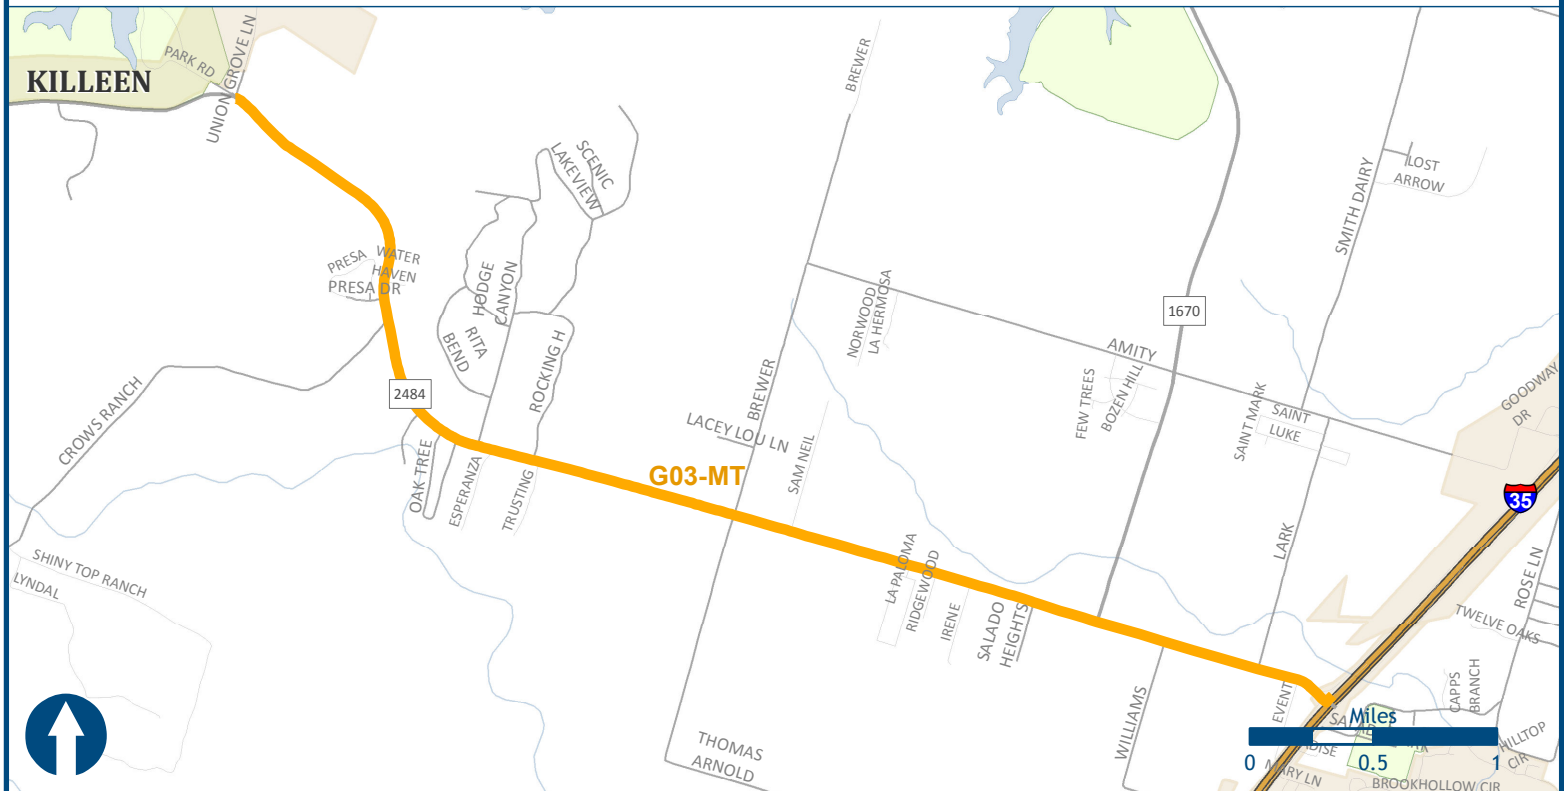 KILLEEN
PARK RD
UNION GROVE LN
BREWER
SCENIC
LAKEVIEW
LOST
ARROW
SMITH DAIRY
PRESA
WATER
HAVEN
PRESA DR
HODGE
CANYON
RITA
BEND
ROCKING H
NORWOOD
LA HERMOSA
1670
AMITY
2484
CROWS RANCH
BREWER
LACEY LOU LN
SAM NEIL
FEW TREES
BOZEN HILL
SAINT MARK
SAINT
LUKE
GOODWAY
DR
OAK TREE
ESPERANZA
TRUSTING
G03-MT
35
LARK
ROSE LN
SHINY TOP RANCH
LYNDAL
LA PALOMA
RIDGEWOOD
IRENE
SALADO
HEIGHTS
TWELVE OAKS
CAPPS
BRANCH
WILLIAMS
EVENT
THOMAS
ARNOLD
Miles
0 0.5 1
MARY LN
HILLTOP
CIR
BROOKHOLLOW CIR